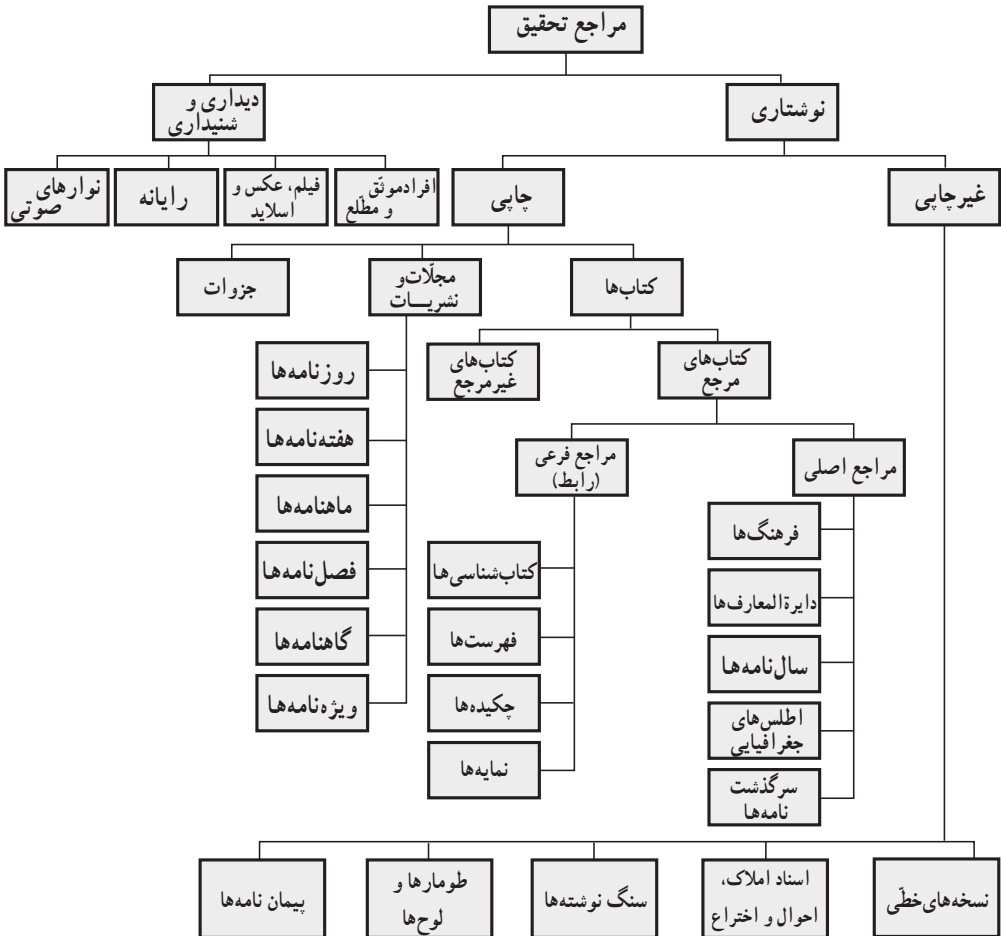 مراجع تحقیق
نوشتاری
دیداری و
شنیداری
غیرچاپی
چاپی
افرادموثّق
و مطّلع
فیلم، عکس و
اسلاید
رایانه
نوارهای
صوتی
کتاب‌ها
مجلّات‌و
نشریات
جزوات
کتاب‌های
مرجع
کتاب‌های
غیرمرجع
روزنامه‌ها
هفته‌نامه‌ها
ماهنامه‌ها
فصل‌نامه‌ها
گاهنامه‌ها
ویژه‌نامه‌ها
مراجع اصلی
مراجع فرعی
(رابط)
فرهنگ‌ها
دایرة‌المعارف‌ها
سال‌نامه‌ها
اطلس‌های
جغرافیایی
سرگذشت
نامه‌ها
کتاب‌شناسی‌ها
فهرست‌ها
چکیده‌ها
نمایه‌ها
نسخه‌های‌خطّی
اسناد املاک،
احوال و اختراع
سنگ نوشته‌ها
طومارها و
لوح‌ها
پیمان نامه‌ها